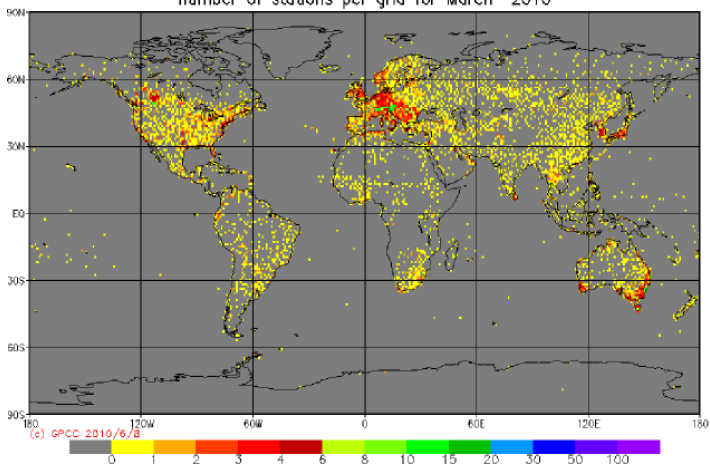 number of stations per grid for March 2010
90N
60N
30N
EQ
30S
60S
90S
180 120W 60W 0 60E 120E 180
(c) GPCC 2010/6/8
0 1 2 3 4 6 8 10 15 20 30 50 100